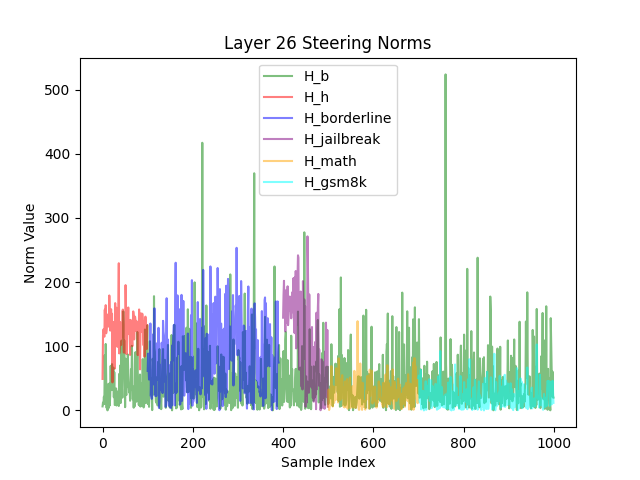 Layer 26 Steering Norms
H_b
H_h
H_borderline
H_jailbreak
H_math
H_gsm8k
500
400
300
200
100
0
Norm Value
0
200
400
600
800
1000
Sample Index